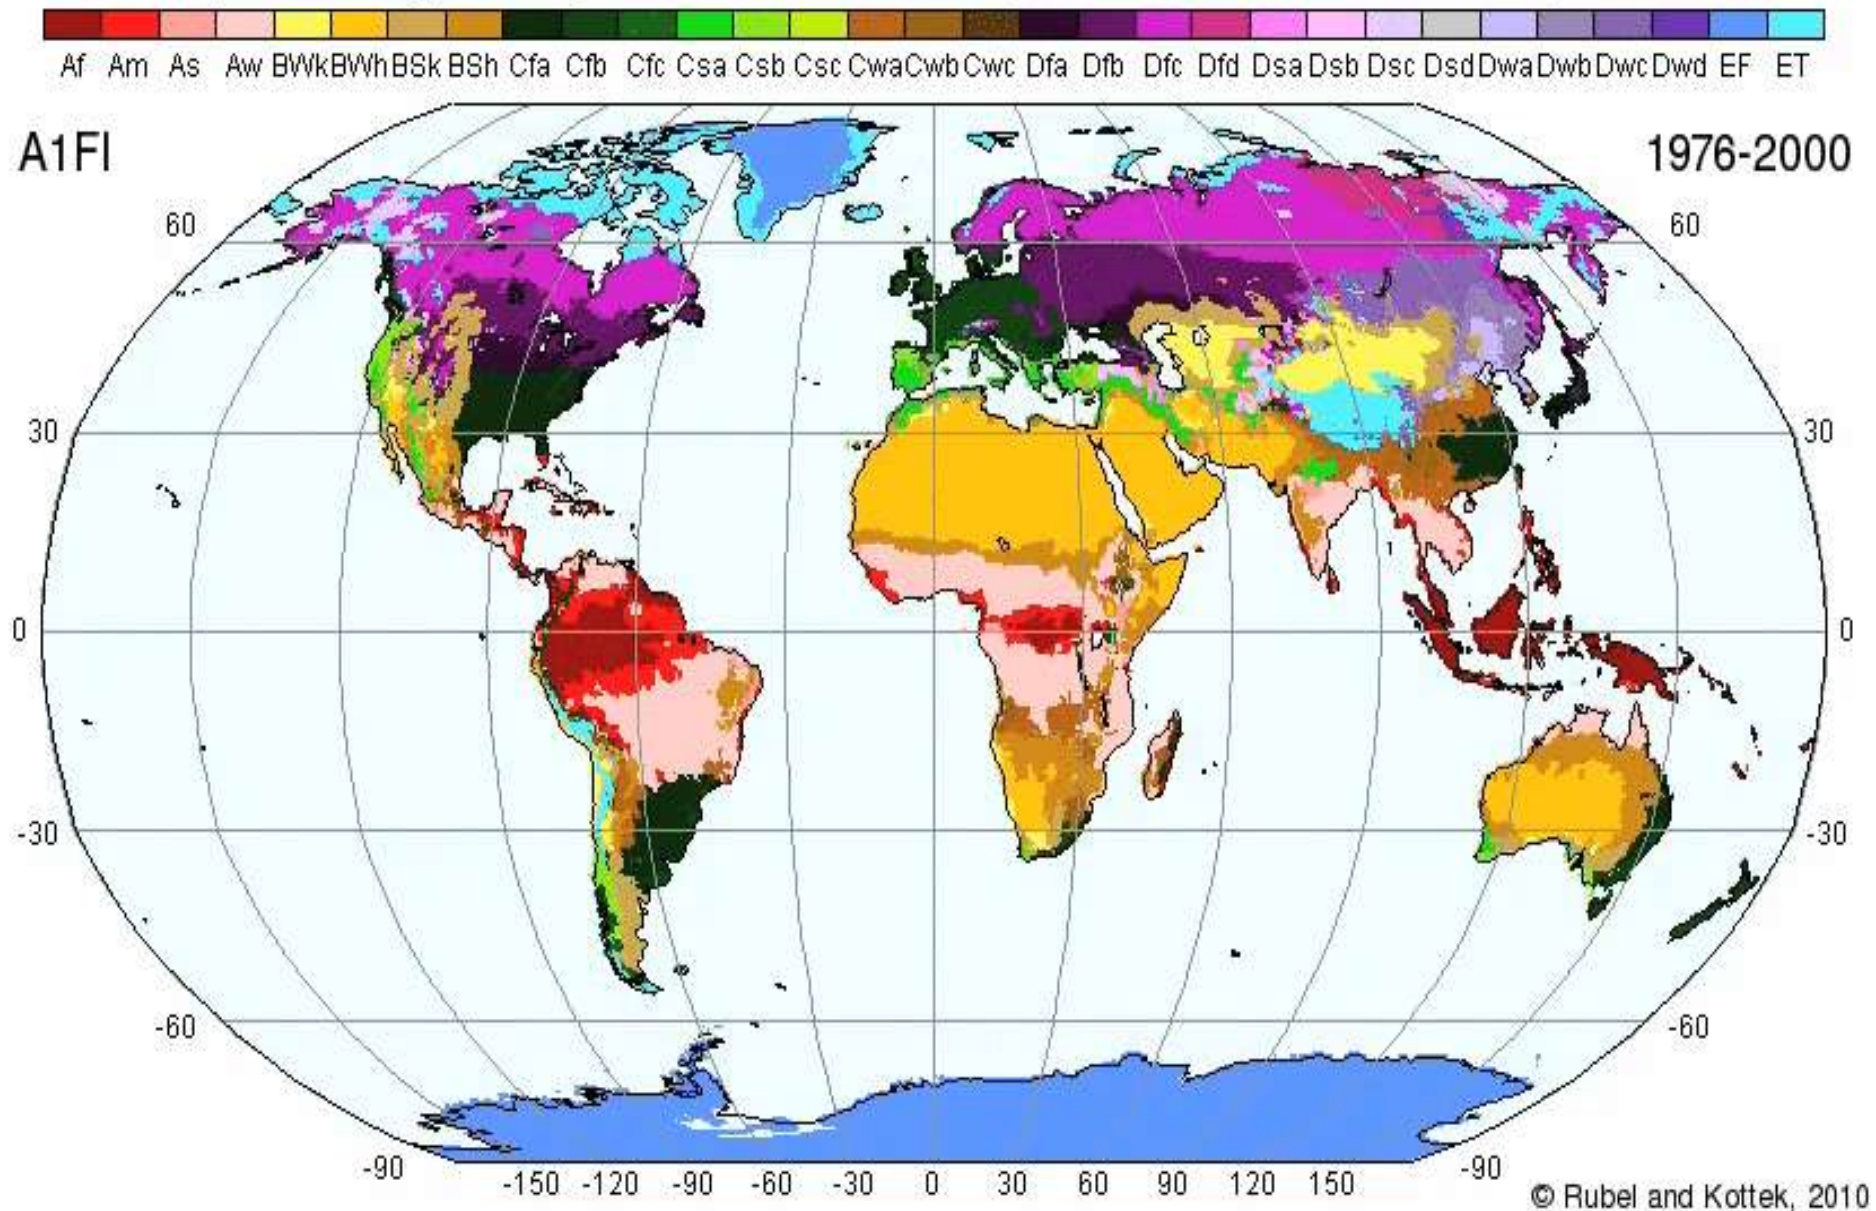 Af Am As Aw BWk BWh BSk BSh Cfa Cfb Cfc Csa Csb Csc Cwa Cwb Cwc Dfa Dfb Dfc Dfd Dsa Dsb Dsc Dsd Dwa Dwb Dwc Dwd EF ET
A1FI 1976-2000
60 60
30 30
0 0
-30 -30
-60 -60
-90 -90
-150 -120 -90 -60 -30 0 30 60 90 120 150
© Rubel and Kottek, 2010